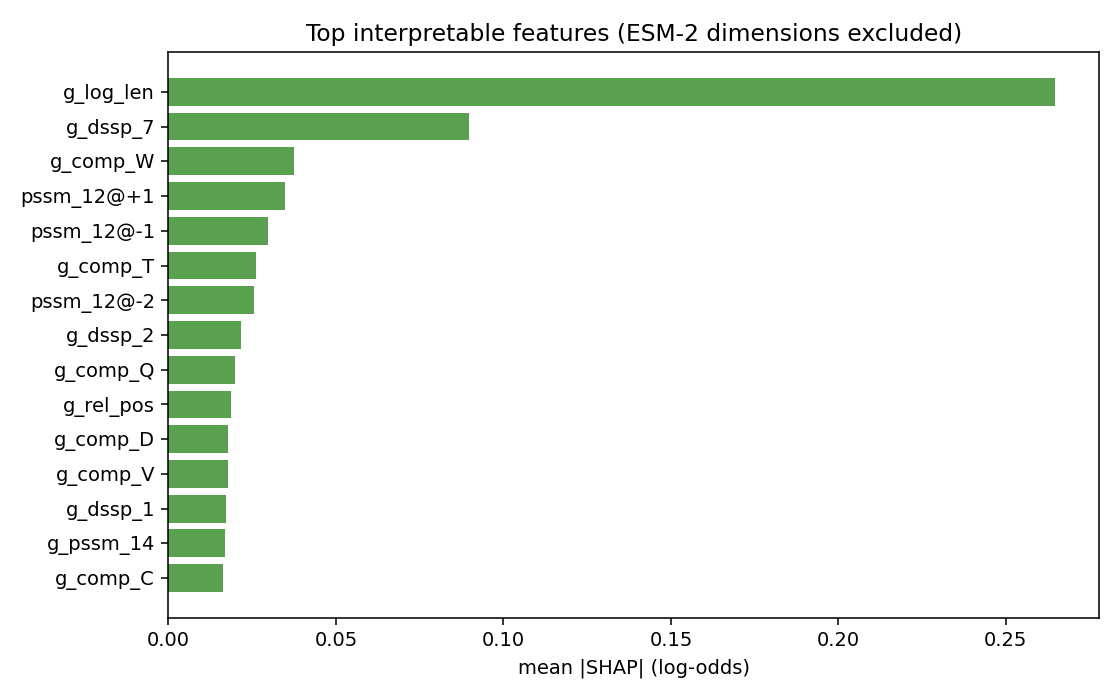 Top interpretable features (ESM-2 dimensions excluded)
g_log_len
g_dssp_7
g_comp_W
pssm_12@+1
pssm_12@-1
g_comp_T
pssm_12@-2
g_dssp_2
g_comp_Q
g_rel_pos
g_comp_D
g_comp_V
g_dssp_1
g_pssm_14
g_comp_C
0.00 0.05 0.10 0.15 0.20 0.25
mean |SHAP| (log-odds)